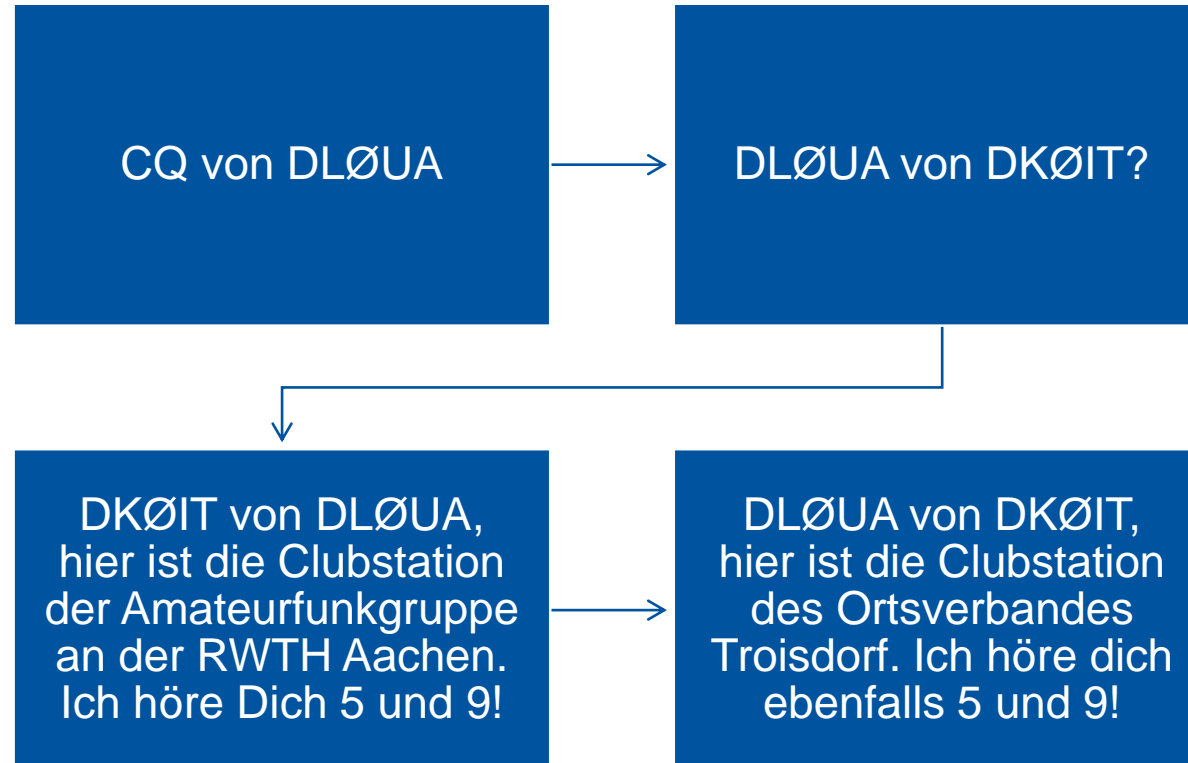 CQ von DLØUA
DLØUA von DKØIT?
DKØIT von DLØUA,
hier ist die Clubstation
der Amateurfunkgruppe
an der RWTH Aachen.
Ich höre Dich 5 und 9!
DLØUA von DKØIT,
hier ist die Clubstation
des Ortsverbandes
Troisdorf. Ich höre dich
ebenfalls 5 und 9!